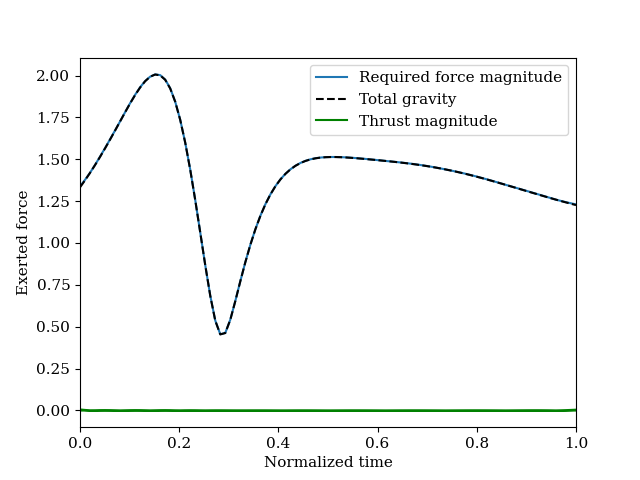 2.00
1.75
1.50
1.25
1.00
0.75
0.50
0.25
0.00
Exerted force
Required force magnitude
Total gravity
Thrust magnitude
0.0 0.2 0.4 0.6 0.8 1.0
Normalized time